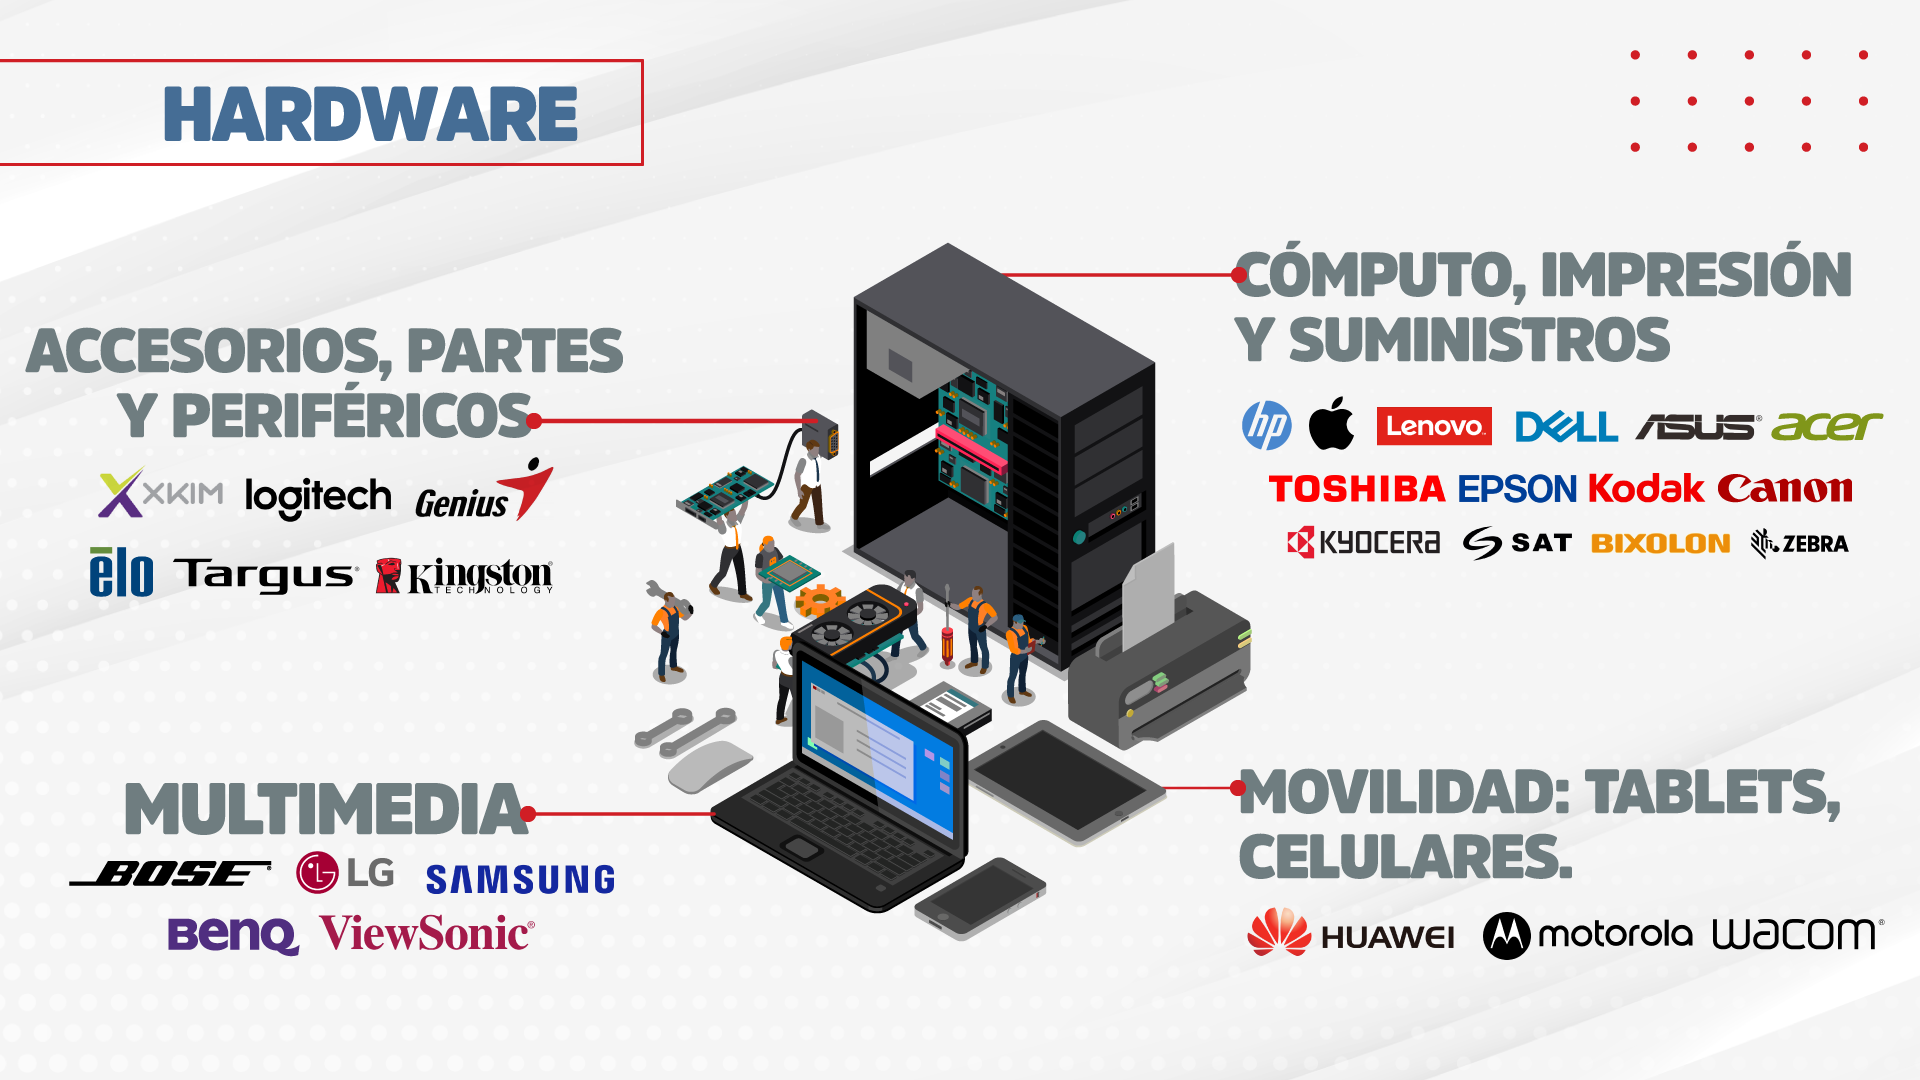 HARDWARE
ACCESORIOS, PARTES
Y PERIFÉRICOS
XKIM logitech Genius
ēlo Targus® Kingston
TECHNOLOGY
MULTIMEDIA
BOSE® LG SAMSUNG
BenQ ViewSonic®
CÓMPUTO, IMPRESIÓN
Y SUMINISTROS
hp Lenovo. DELL ASUS® acer
TOSHIBA EPSON Kodak Canon
KYOCERA SAT BIXOLON ZEBRA
MOVILIDAD: TABLETS,
CELULARES.
HUAWEI motorola wacom®